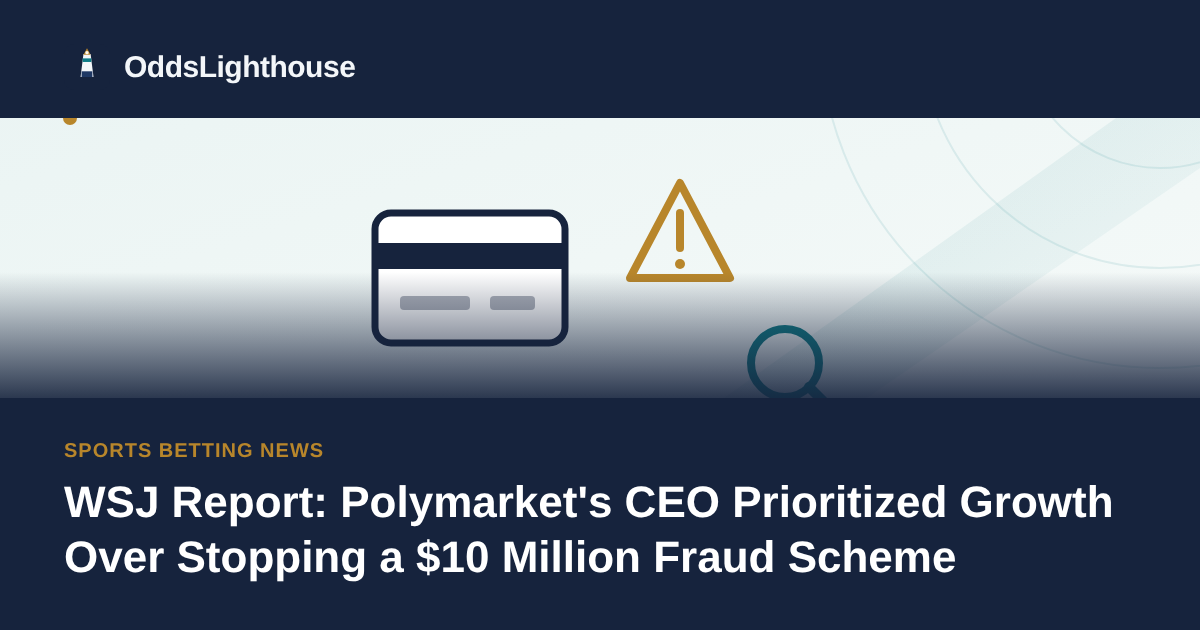 OddsLighthouse
SPORTS BETTING NEWS
WSJ Report: Polymarket's CEO Prioritized Growth
Over Stopping a $10 Million Fraud Scheme